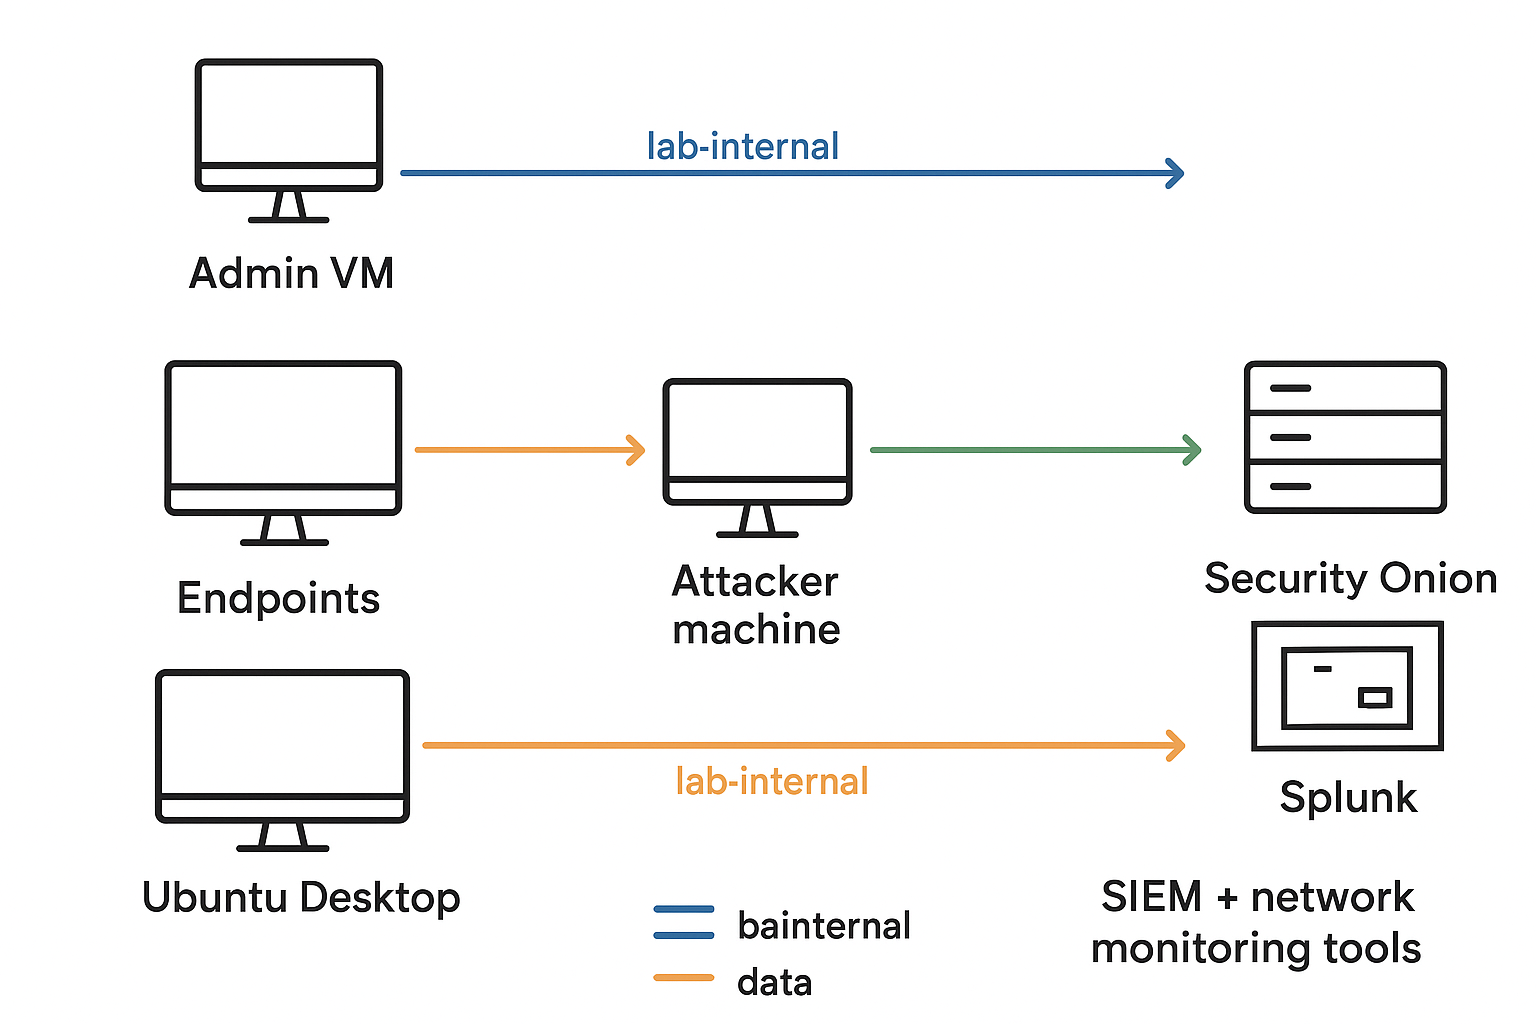 lab-internal
Admin VM
Endpoints
Attacker
machine
Security Onion
lab-internal
Splunk
Ubuntu Desktop
bainternal
data
SIEM + network
monitoring tools